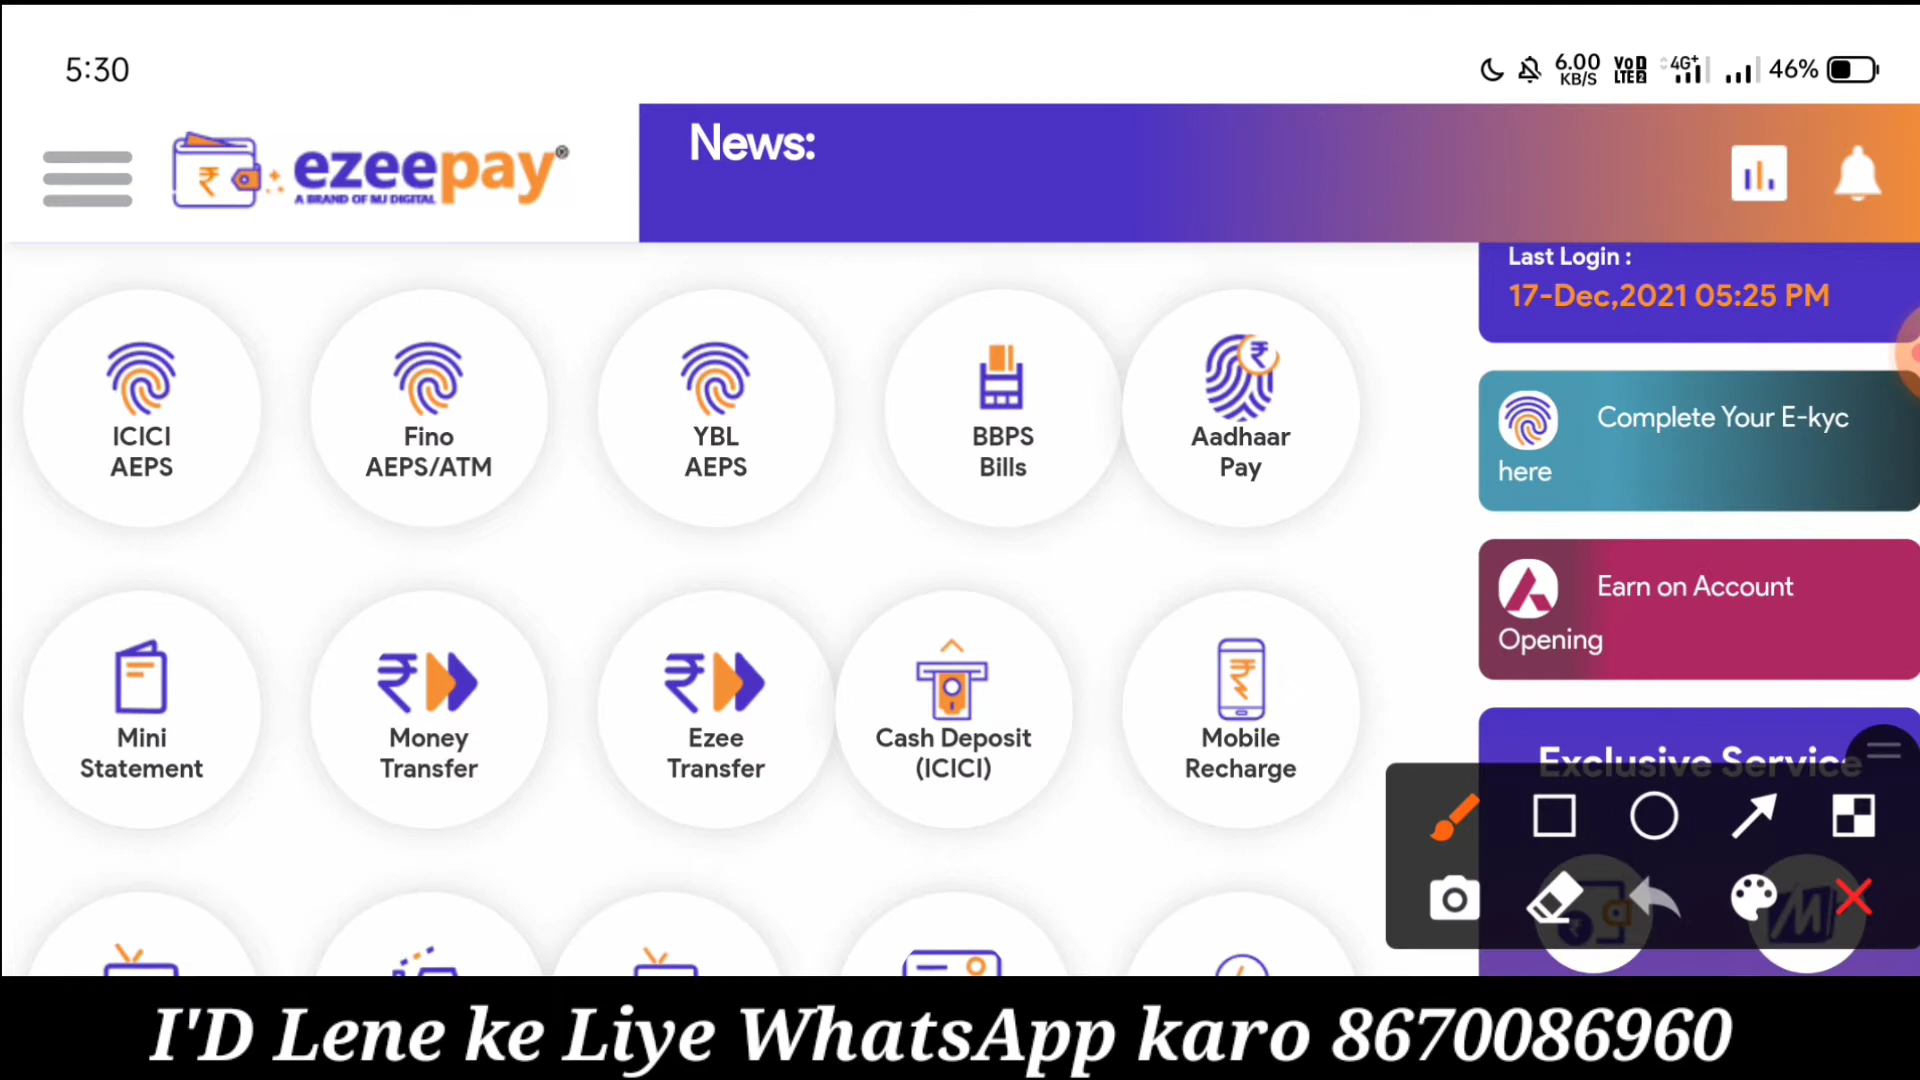 5:30
6.00
KB/S
VoD
LTE2
4G+
46%
ezeepay®
A BRAND OF MJ DIGITAL
News:
Last Login :
17-Dec,2021 05:25 PM
ICICI
AEPS
Fino
AEPS/ATM
YBL
AEPS
BBPS
Bills
Aadhaar
Pay
Complete Your E-kyc
here
Earn on Account
Opening
Mini
Statement
Money
Transfer
Ezee
Transfer
Cash Deposit
(ICICI)
Mobile
Recharge
Exclusive Service
I'D Lene ke Liye WhatsApp karo 8670086960